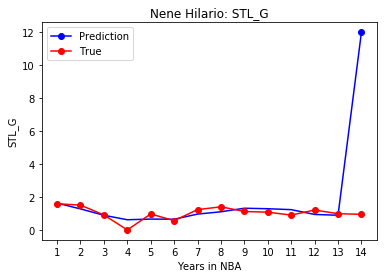 Nene Hilario: STL_G
Prediction
True
12
10
8
6
4
2
0
STL_G
1 2 3 4 5 6 7 8 9 10 11 12 13 14
Years in NBA